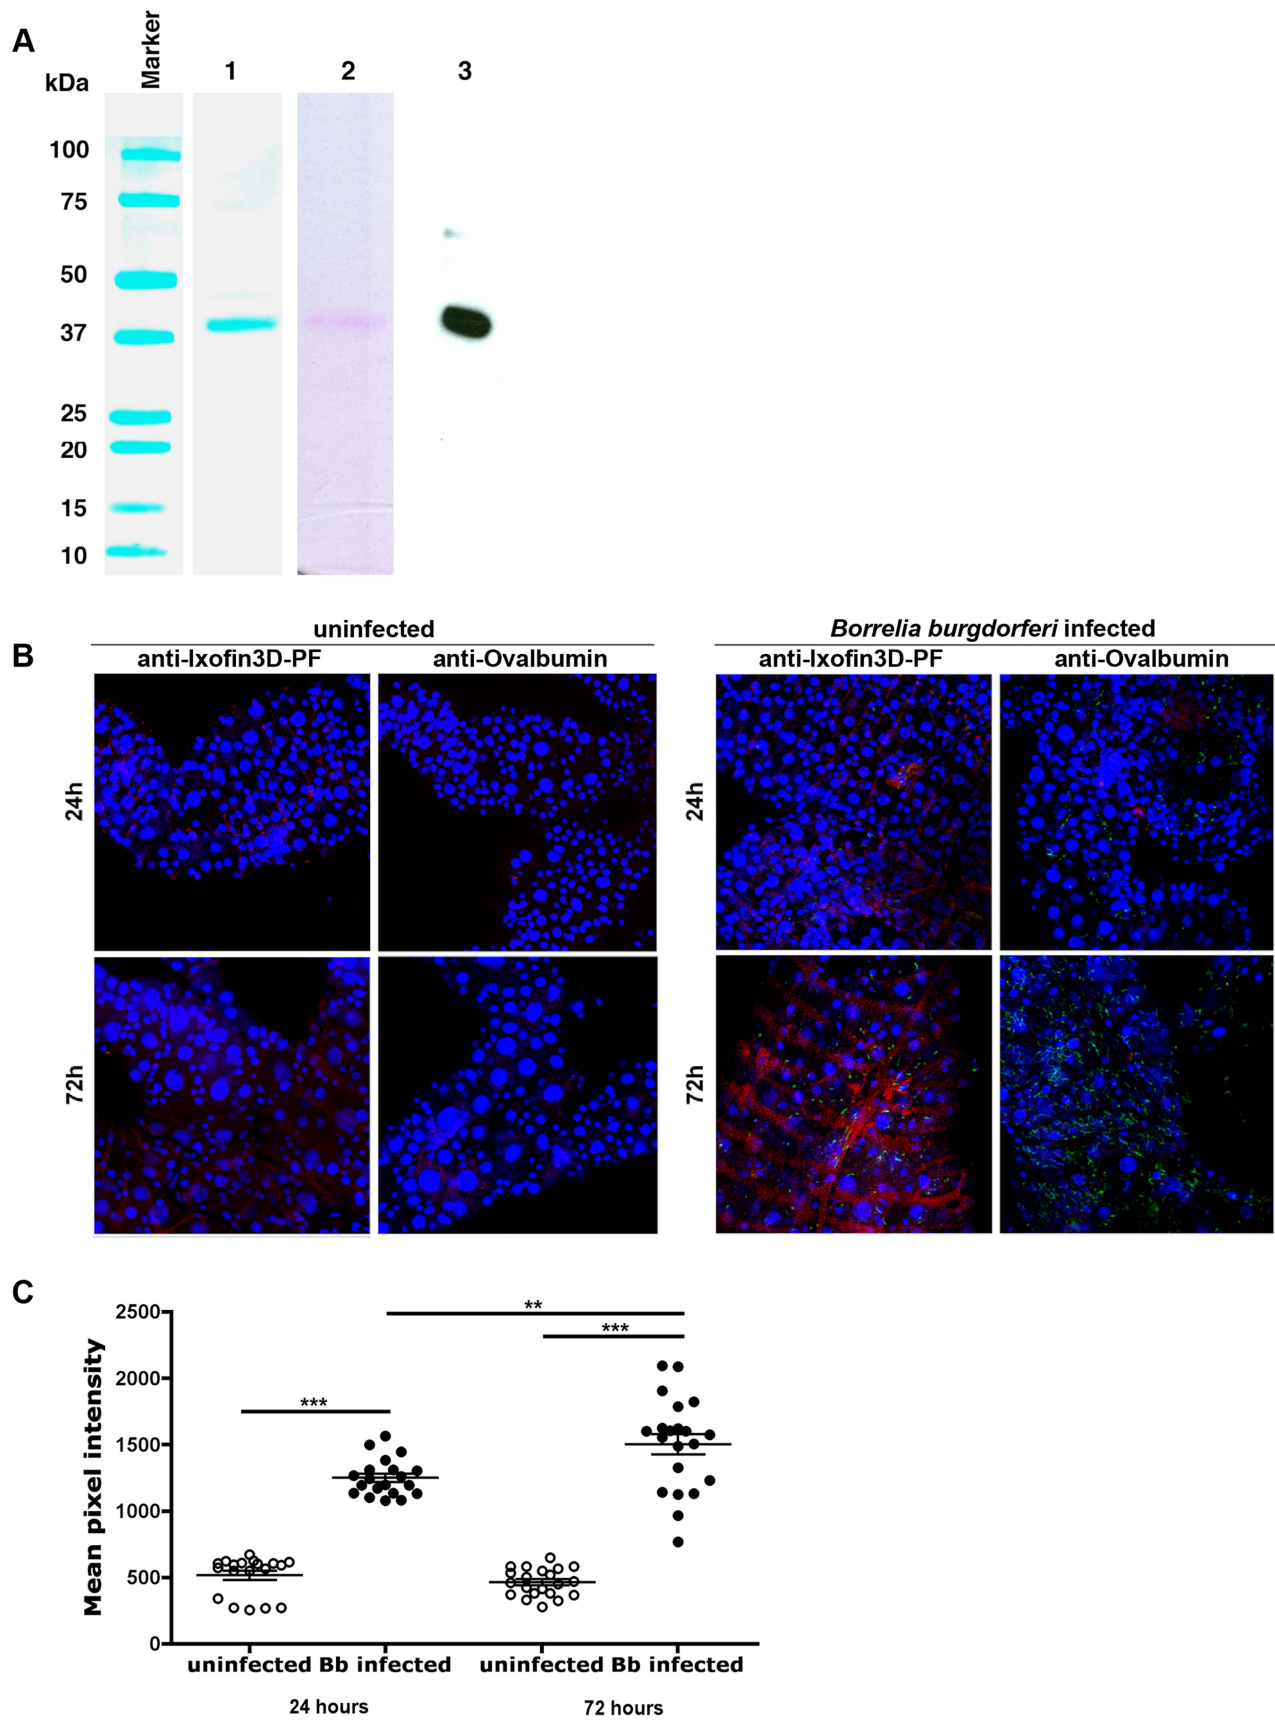 A
Marker
1
2
3
kDa
100
75
50
37
25
20
15
10
B
uninfected
Borrelia burgdorferi infected
anti-Ixofin3D-PF
anti-Ovalbumin
anti-Ixofin3D-PF
anti-Ovalbumin
24h
24h
72h
72h
C
Mean pixel intensity
2500
2000
1500
1000
500
0
**
***
***
uninfected Bb infected
uninfected Bb infected
24 hours
72 hours